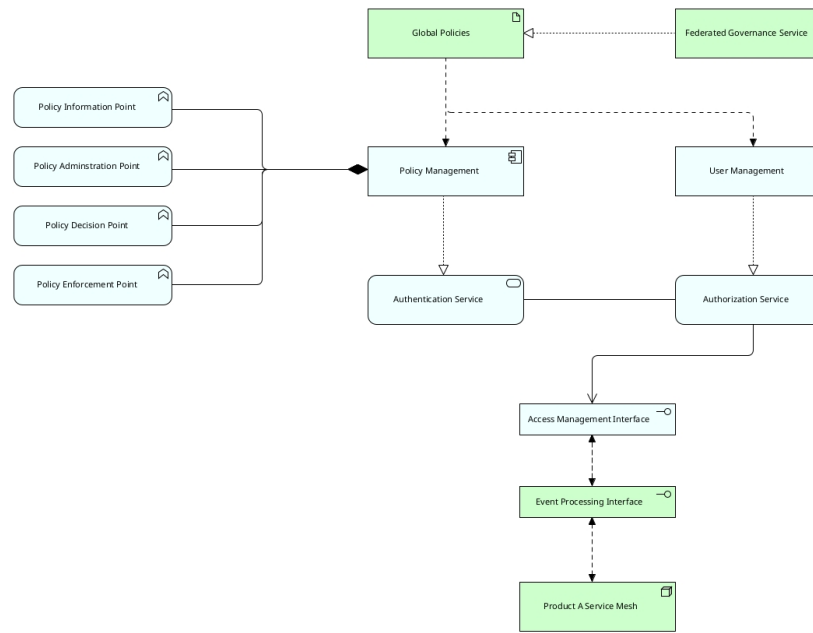 Global Policies
Federated Governance Service
Policy Information Point
Policy Adminstration Point
Policy Management
User Management
Policy Decision Point
Policy Enforcement Point
Authentication Service
Authorization Service
Access Management Interface
Event Processing Interface
Product A Service Mesh